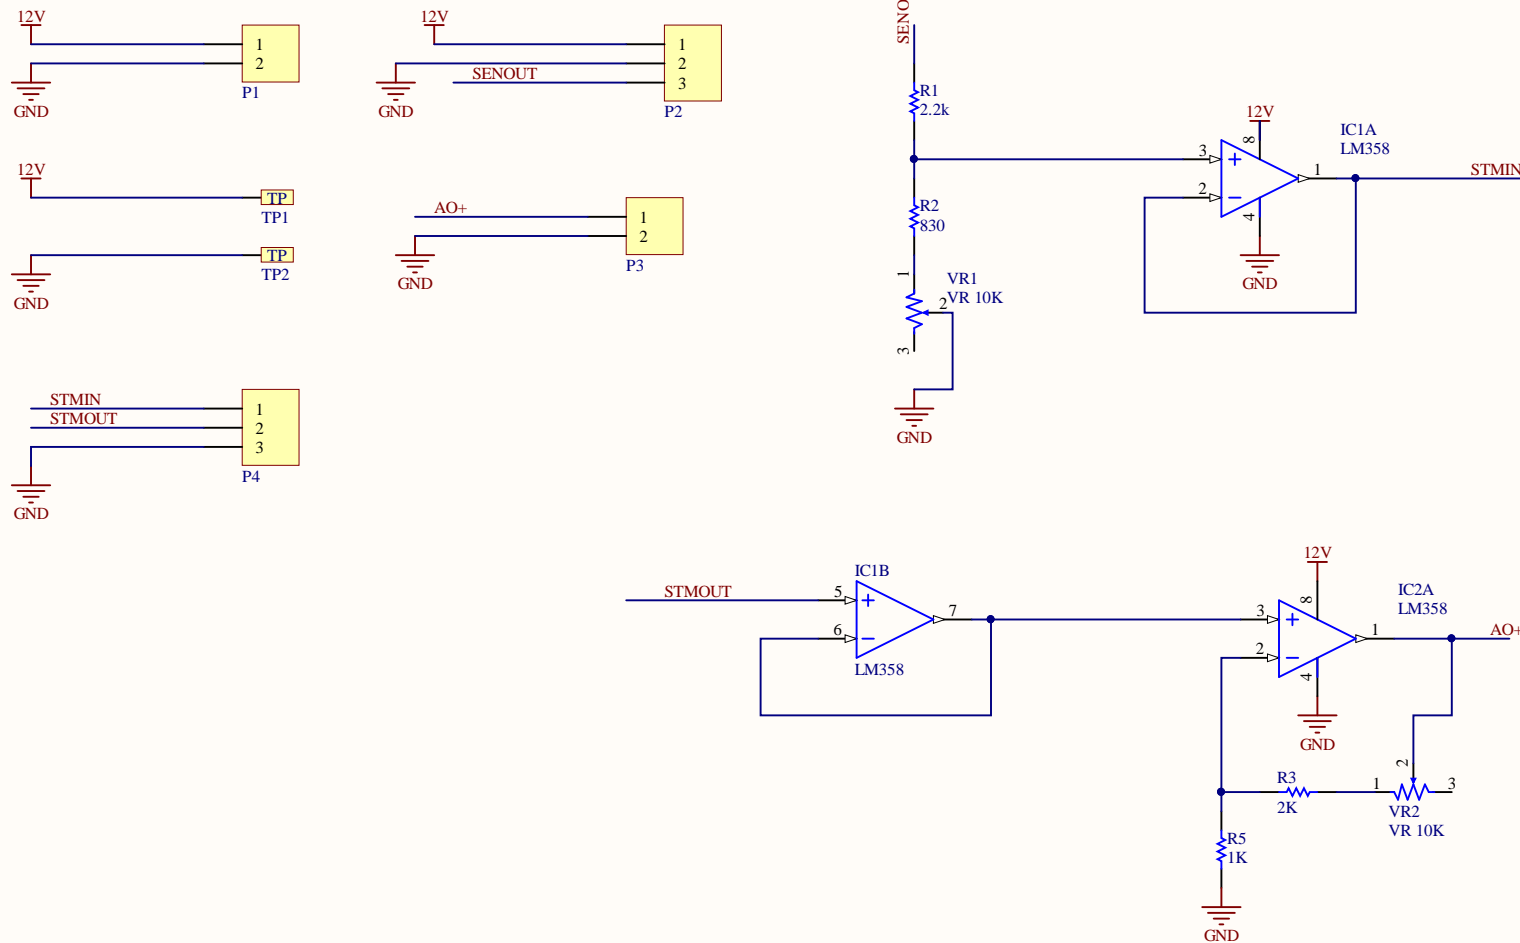 12V
1
2
GND
P1
12V
1
2
SENOUT
3
GND
P2
12V
TP
TP1
TP
TP2
GND
AO+
1
2
P3
GND
STMIN
1
STMOUT
2
3
P4
GND
SENO
R1
2.2k
R2
830
1
VR1
VR 10K
2
3
GND
12V
8
IC1A
LM358
3
+
1
STMIN
2
−
4
GND
IC1B
STMOUT
5
+
7
6
−
LM358
12V
8
IC2A
LM358
3
+
1
AO+
2
−
4
GND
2
R3
2K
1
3
VR2
VR 10K
R5
1K
GND